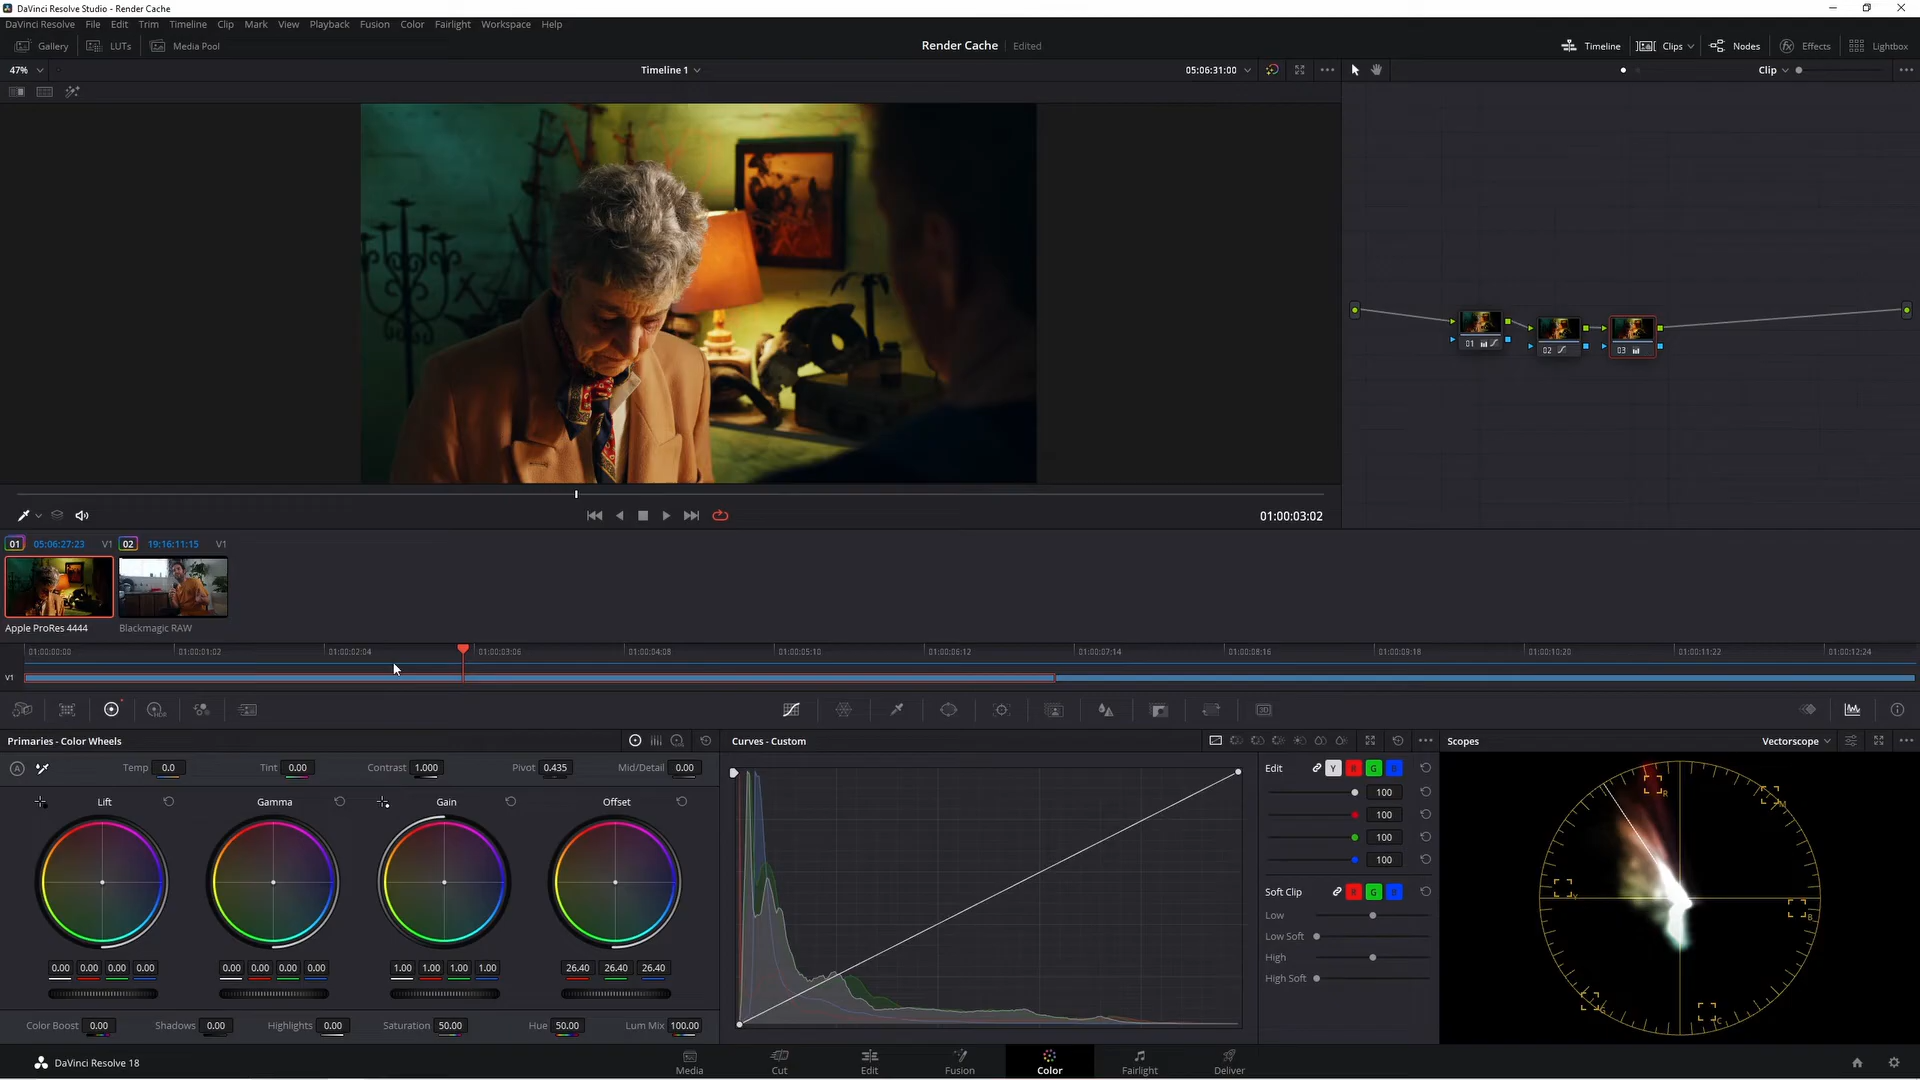 DaVinci Resolve Studio - Render Cache
DaVinci Resolve File Edit Trim Timeline Clip Mark View Playback Fusion Color Fairlight Workspace Help
Gallery LUTs Media Pool Render Cache Edited Timeline Clips Nodes Effects Lightbox
47% Timeline 1 05:06:31:00 Clip
01 02 03
01:00:03:02
01 05:06:27:23 V1 02 19:16:11:15 V1
Apple ProRes 4444 Blackmagic RAW
01:00:00:00 01:00:01:02 01:00:02:04 01:00:03:06 01:00:04:08 01:00:05:10 01:00:06:12 01:00:07:14 01:00:08:16 01:00:09:18 01:00:10:20 01:00:11:22 01:00:12:24
V1
HDR 3D
Primaries - Color Wheels Curves - Custom Scopes Vectorscope
A Temp 0.0 Tint 0.00 Contrast 1.000 Pivot 0.435 Mid/Detail 0.00 Edit Y R G B
Lift Gamma Gain Offset
100
100
100
100
Soft Clip R G B
Low
Low Soft
High
High Soft
R M B C G Y
0.00 0.00 0.00 0.00 0.00 0.00 0.00 0.00 1.00 1.00 1.00 1.00 26.40 26.40 26.40
Color Boost 0.00 Shadows 0.00 Highlights 0.00 Saturation 50.00 Hue 50.00 Lum Mix 100.00
DaVinci Resolve 18 Media Cut Edit Fusion Color Fairlight Deliver